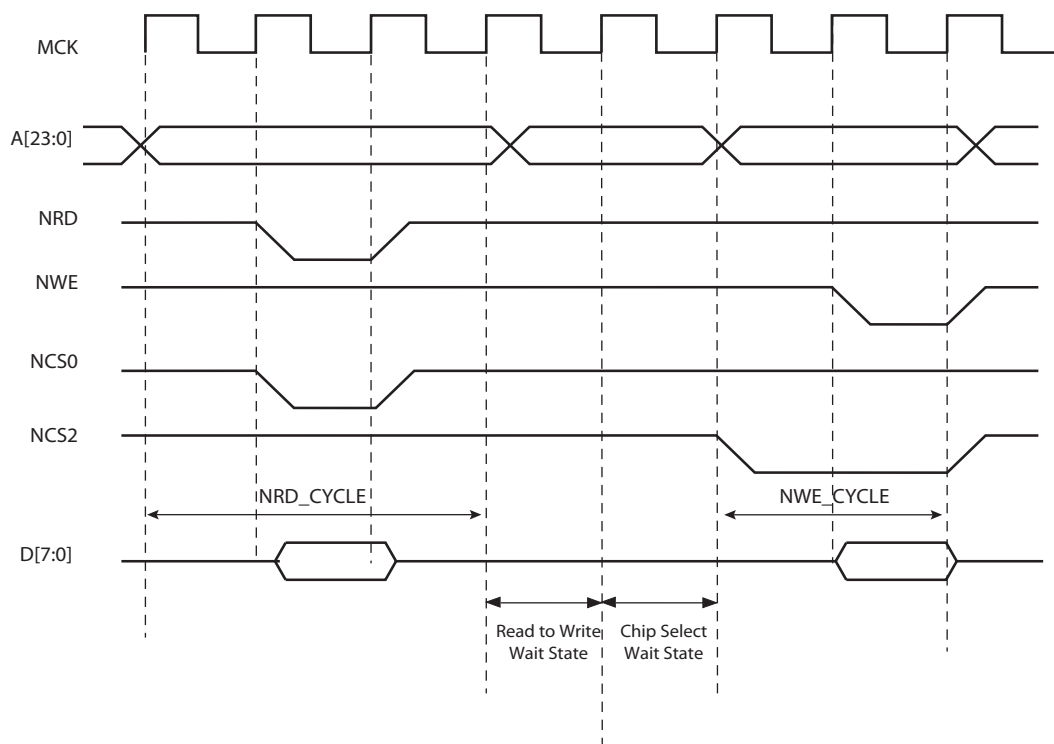 MCK
A[23:0]
NRD
NWE
NCS0
NCS2
NRD_CYCLE
NWE_CYCLE
D[7:0]
Read to Write
Wait State
Chip Select
Wait State